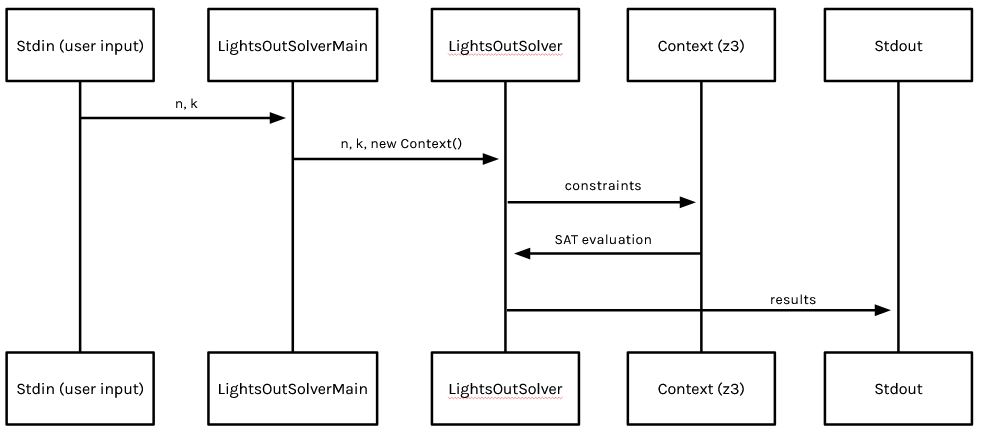 Stdin (user input)
LightsOutSolverMain
LightsOutSolver
Context (z3)
Stdout
n, k
n, k, new Context()
constraints
SAT evaluation
results
Stdin (user input)
LightsOutSolverMain
LightsOutSolver
Context (z3)
Stdout